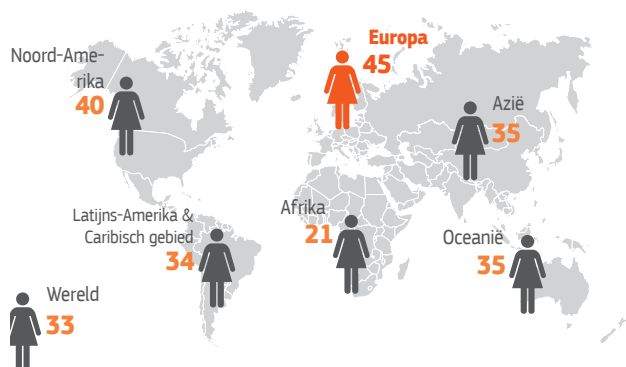 Noord-Ame-
rika
40
Europa
45
Azië
35
Latijns-Amerika &
Caribisch gebied
34
Afrika
21
Oceanië
35
Wereld
33